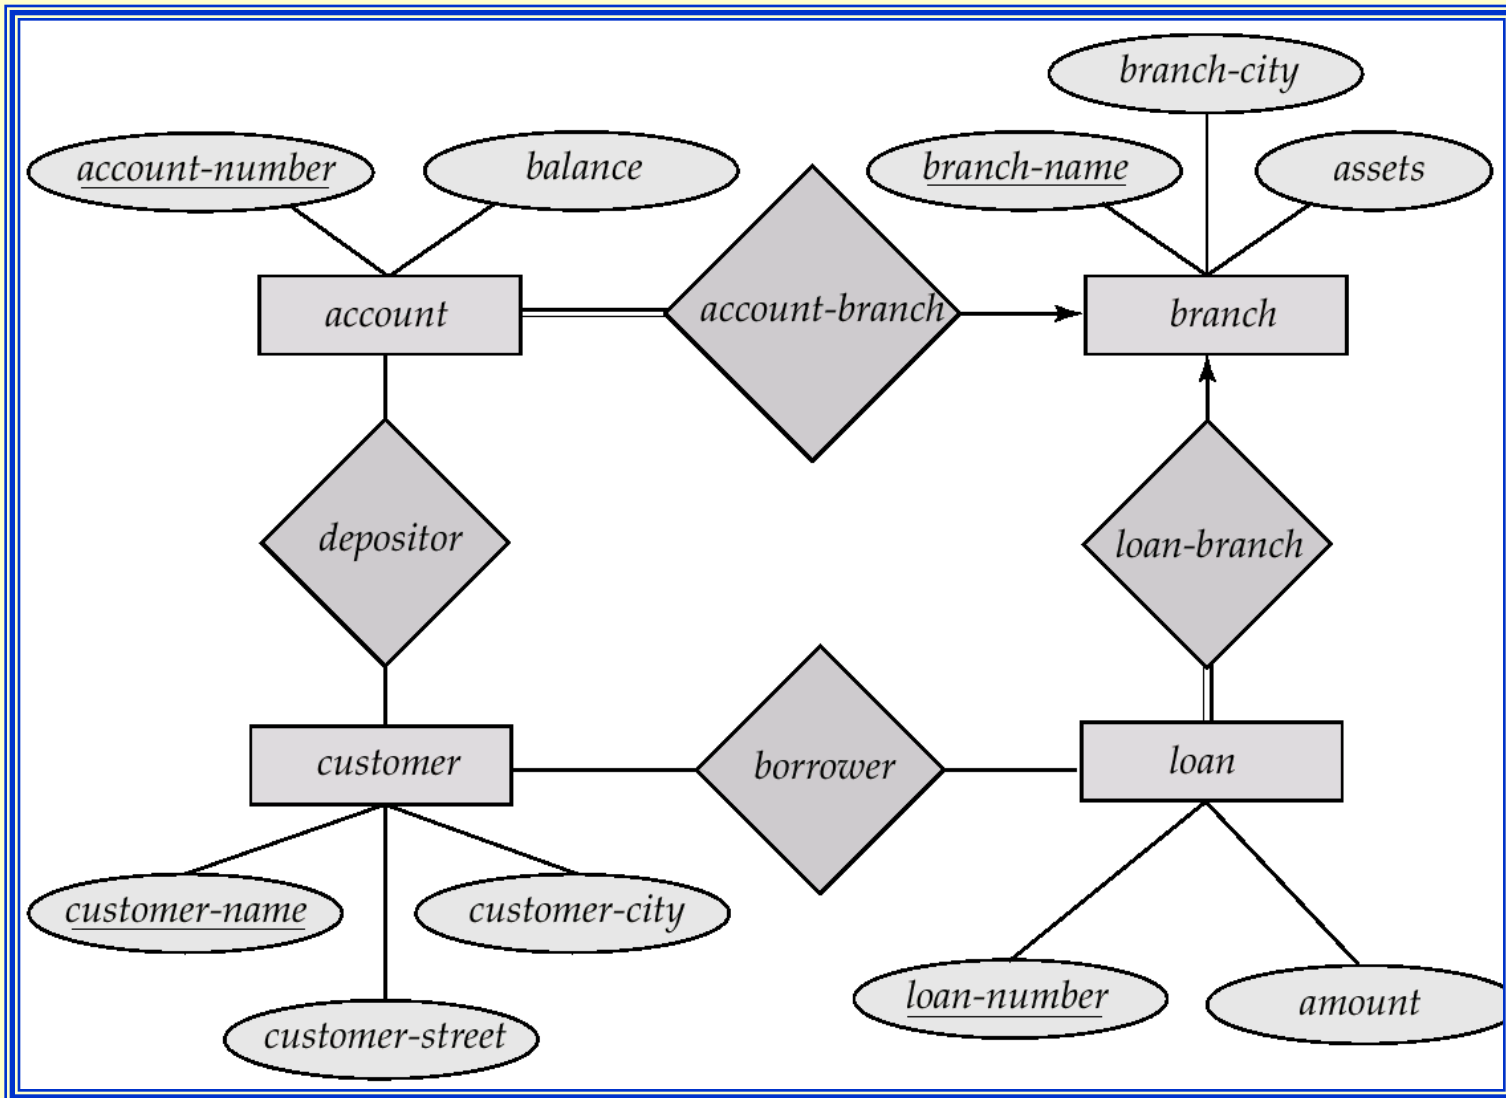 branch-city
account-number
balance
branch-name
assets
account
account-branch
branch
depositor
loan-branch
customer
borrower
loan
customer-name
customer-city
customer-street
loan-number
amount